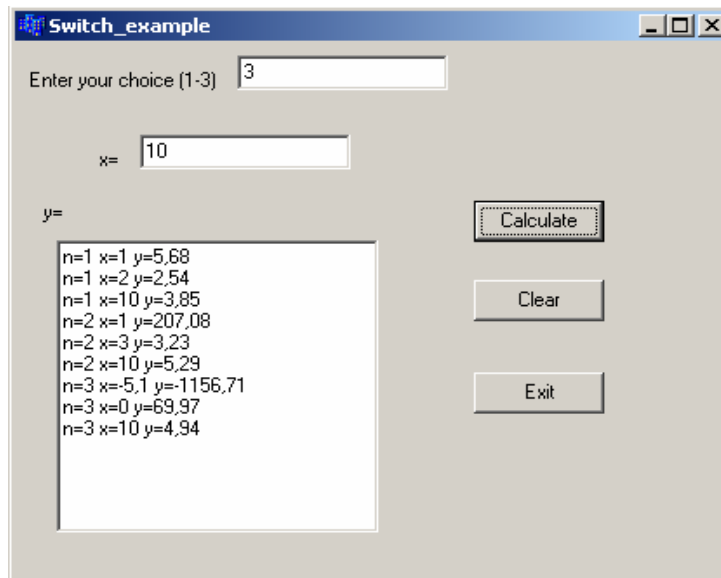 Switch_example
Enter your choice (1-3) 3
x= 10
y=
Calculate
n=1 x=1 y=5,68
n=1 x=2 y=2,54
n=1 x=10 y=3,85
n=2 x=1 y=207,08
n=2 x=3 y=3,23
n=2 x=10 y=5,29
n=3 x=-5,1 y=-1156,71
n=3 x=0 y=69,97
n=3 x=10 y=4,94
Clear
Exit